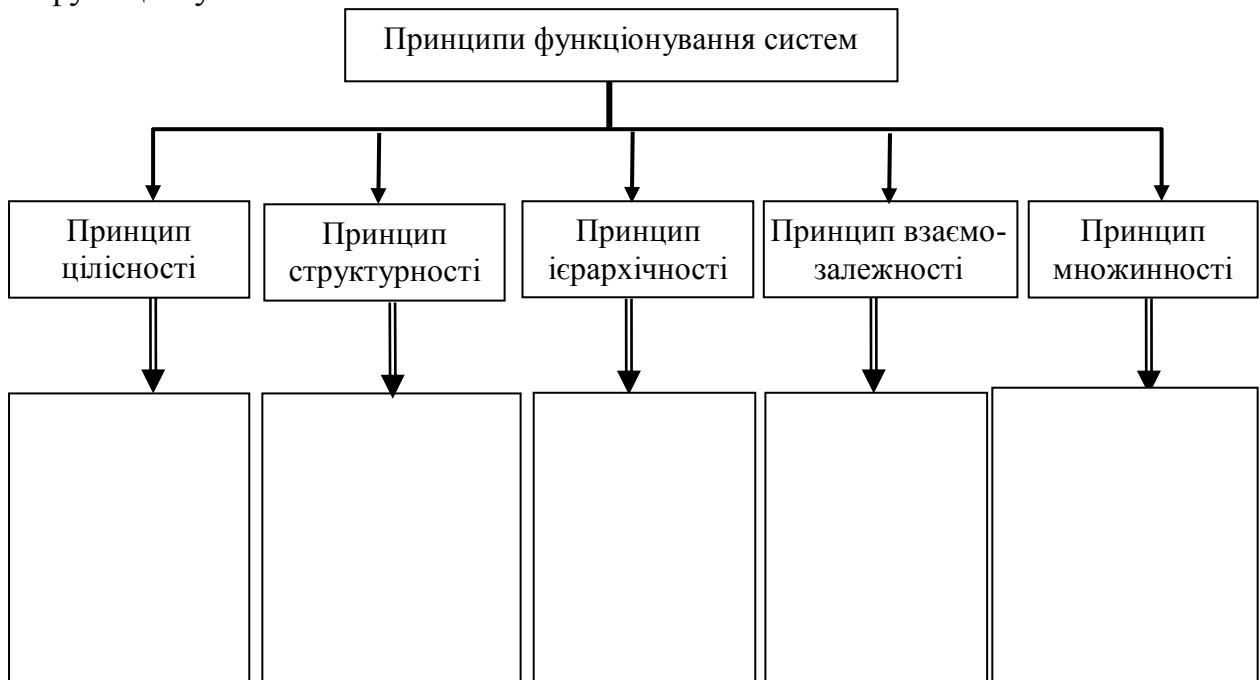 Принципи функціонування систем
Принцип
цілісності
Принцип
структурності
Принцип
ієрархічності
Принцип взаємо-
залежності
Принцип
множинності